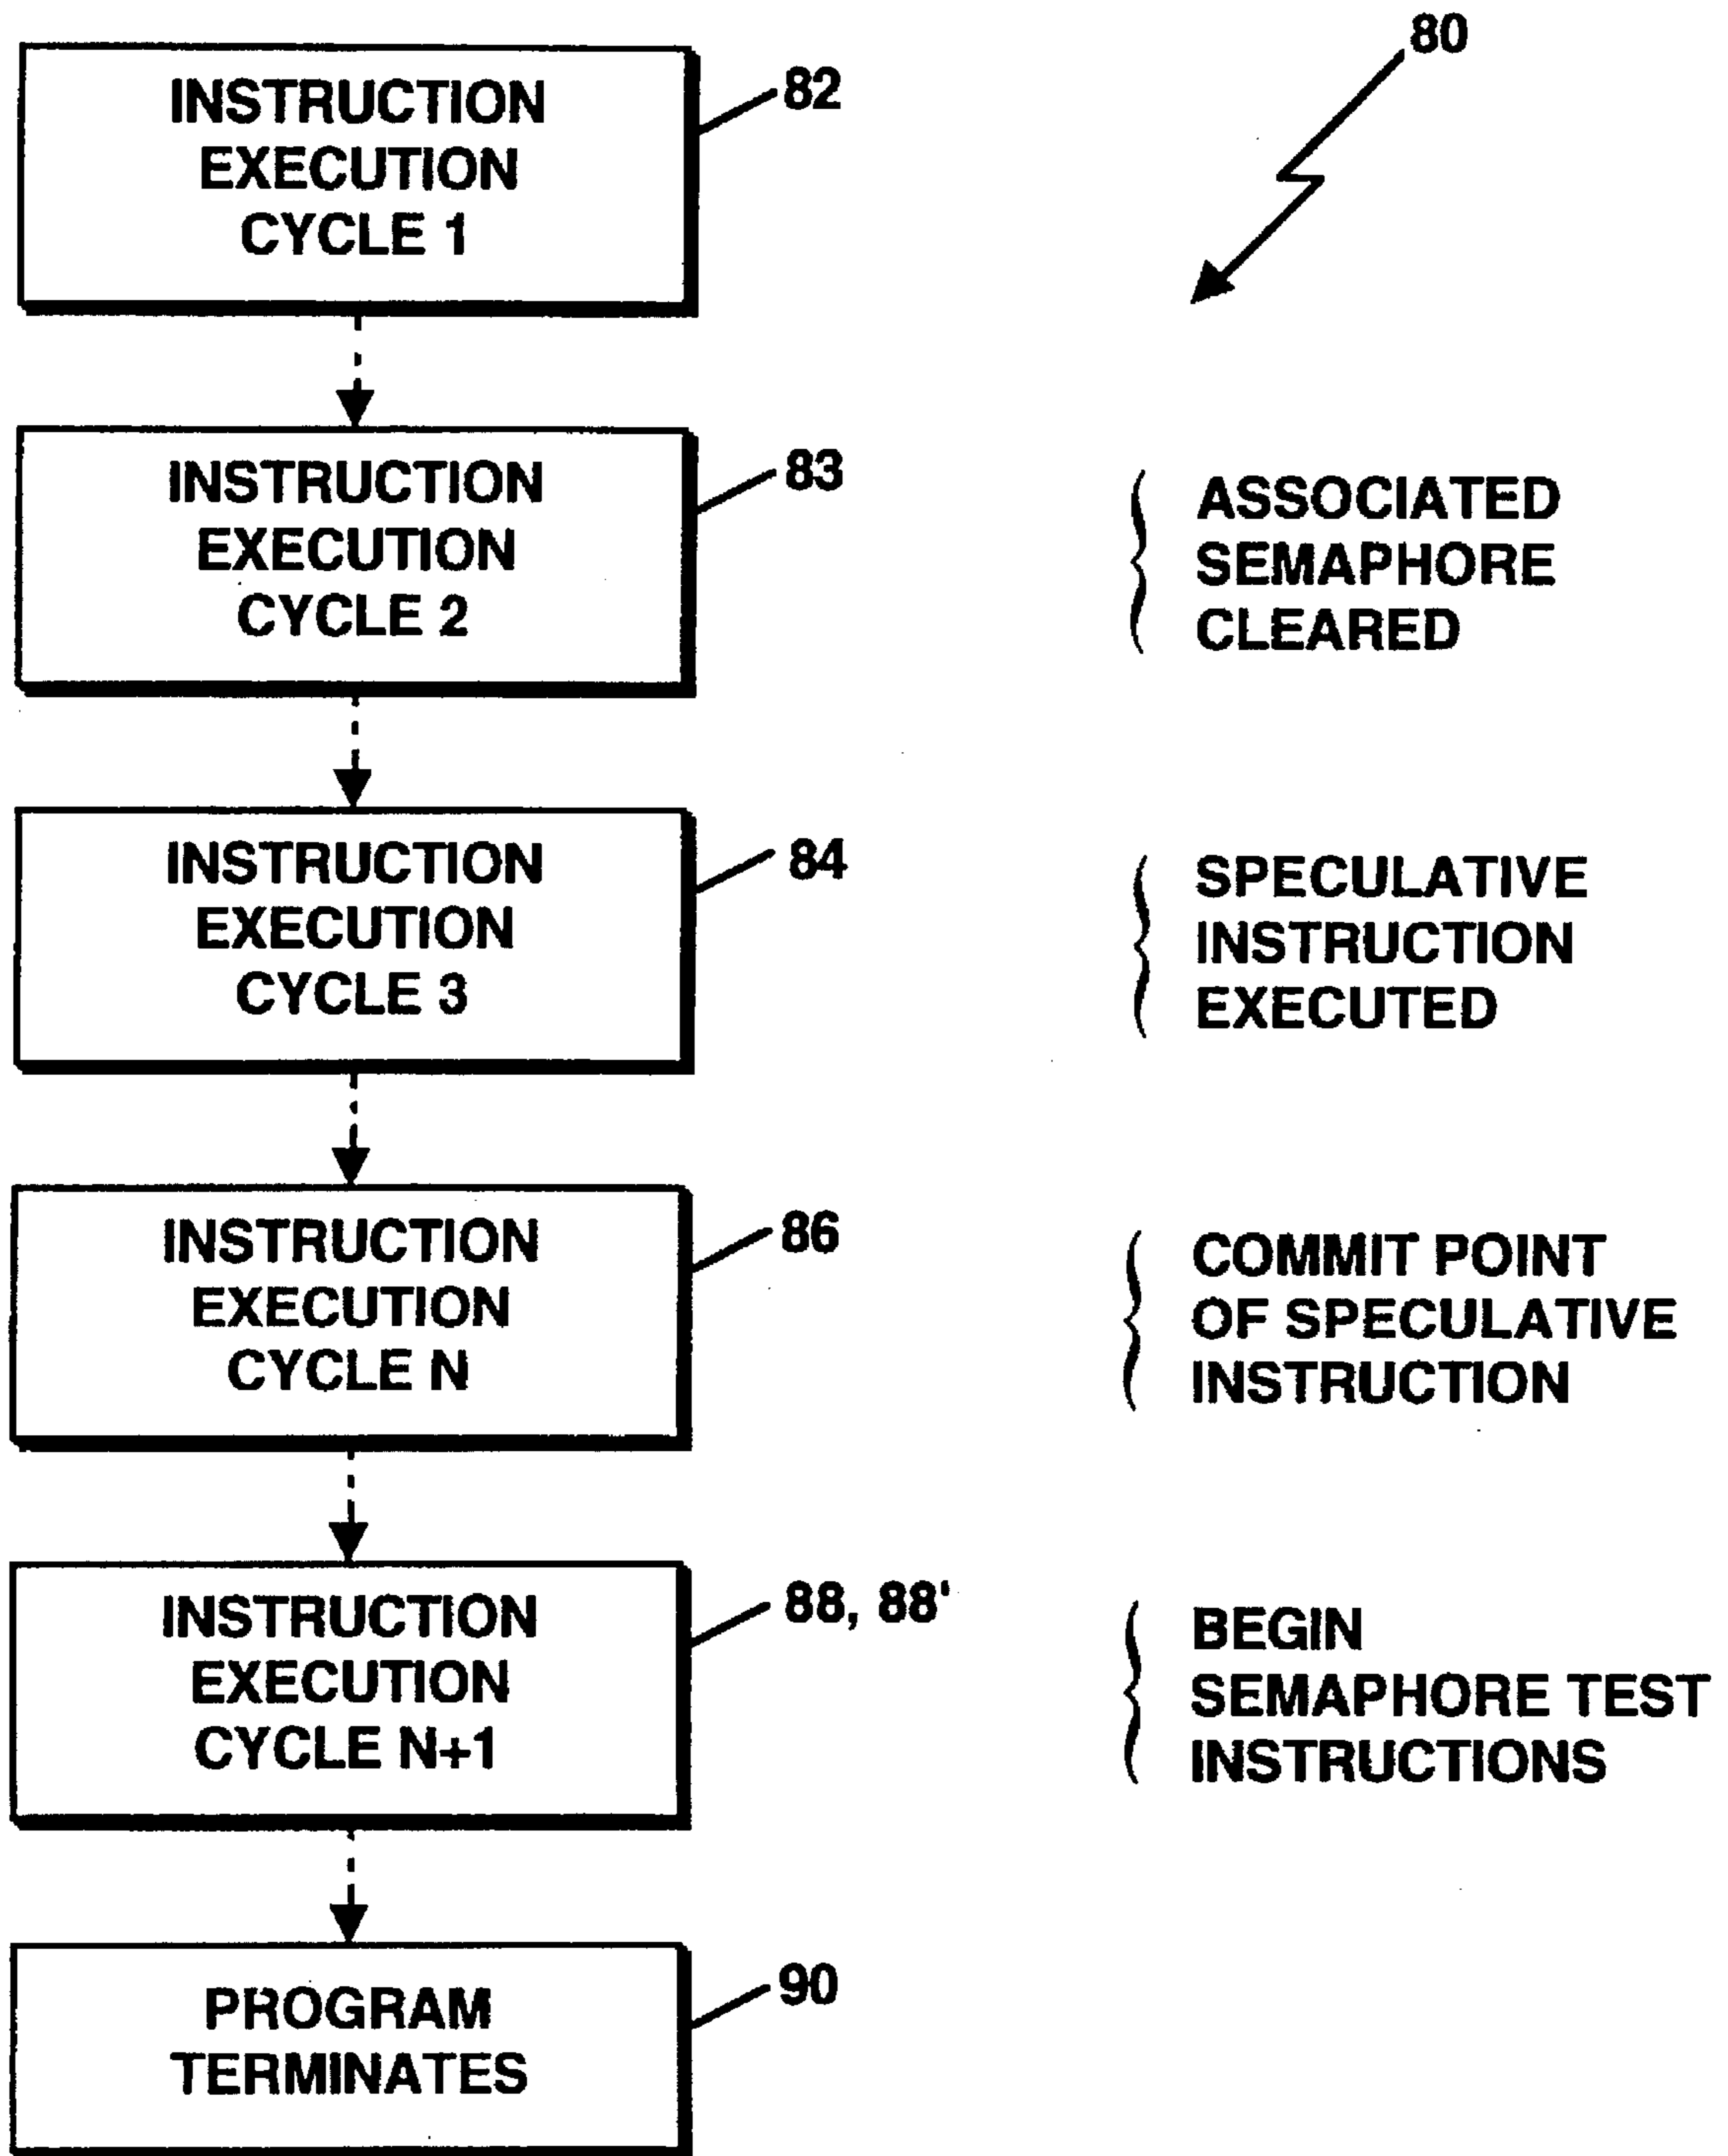 80
INSTRUCTION
EXECUTION
CYCLE 1
82
INSTRUCTION
EXECUTION
CYCLE 2
83
ASSOCIATED
SEMAPHORE
CLEARED
INSTRUCTION
EXECUTION
CYCLE 3
84
SPECULATIVE
INSTRUCTION
EXECUTED
INSTRUCTION
EXECUTION
CYCLE N
86
COMMIT POINT
OF SPECULATIVE
INSTRUCTION
INSTRUCTION
EXECUTION
CYCLE N+1
88, 88'
BEGIN
SEMAPHORE TEST
INSTRUCTIONS
PROGRAM
TERMINATES
90